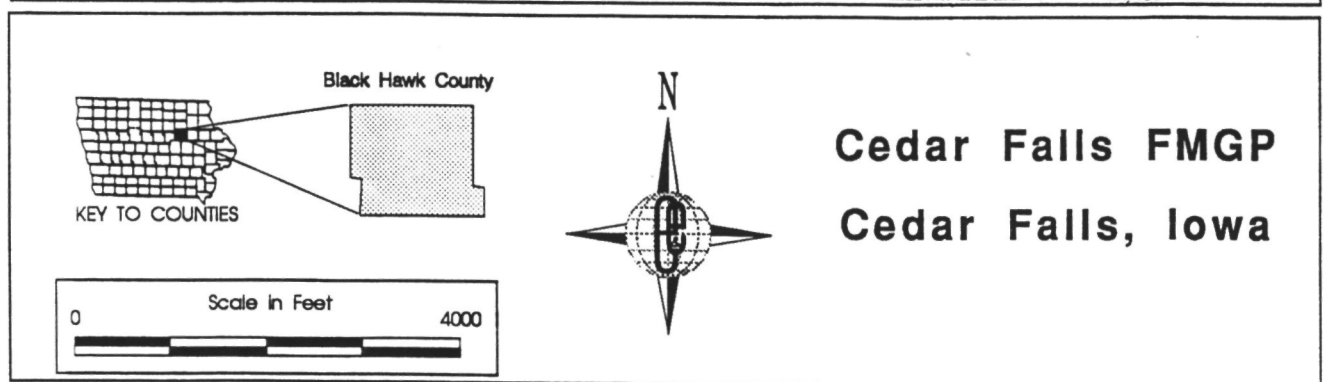 Black Hawk County
KEY TO COUNTIES
Scale in Feet
0 4000
N
Cedar Falls FMGP
Cedar Falls, Iowa